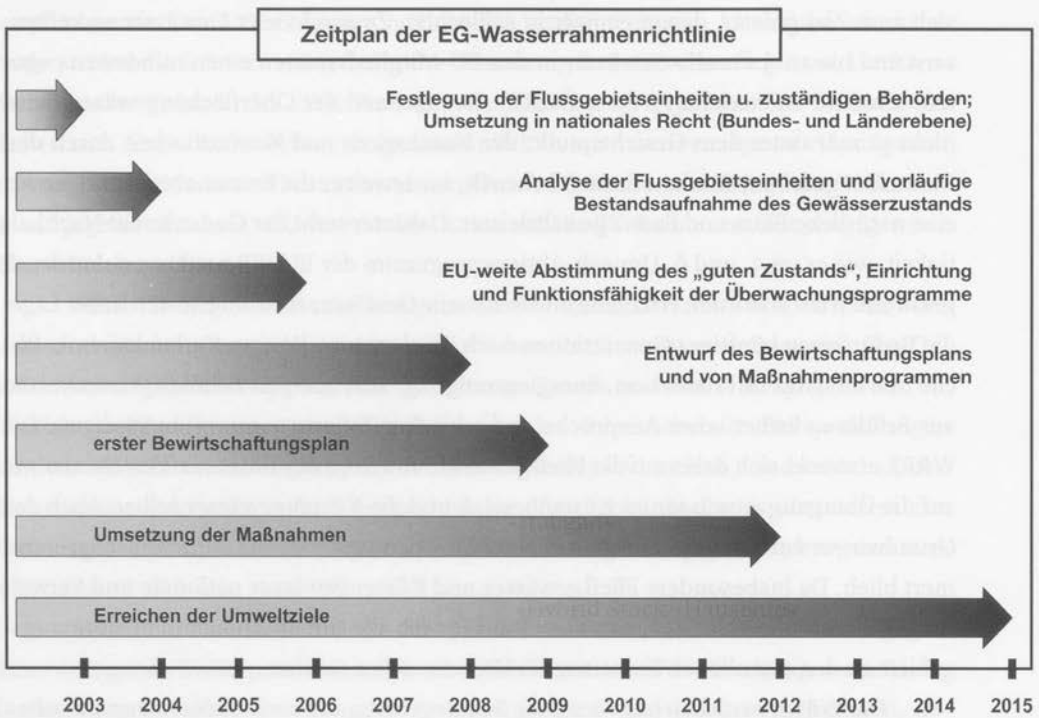 Zeitplan der EG-Wasserrahmenrichtlinie
Festlegung der Flussgebietseinheiten u. zuständigen Behörden;
Umsetzung in nationales Recht (Bundes- und Länderebene)
Analyse der Flussgebietseinheiten und vorläufige
Bestandsaufnahme des Gewässerzustands
EU-weite Abstimmung des „guten Zustands“, Einrichtung
und Funktionsfähigkeit der Überwachungsprogramme
Entwurf des Bewirtschaftungsplans
und von Maßnahmenprogrammen
erster Bewirtschaftungsplan
Umsetzung der Maßnahmen
Erreichen der Umweltziele
2003 2004 2005 2006 2007 2008 2009 2010 2011 2012 2013 2014 2015